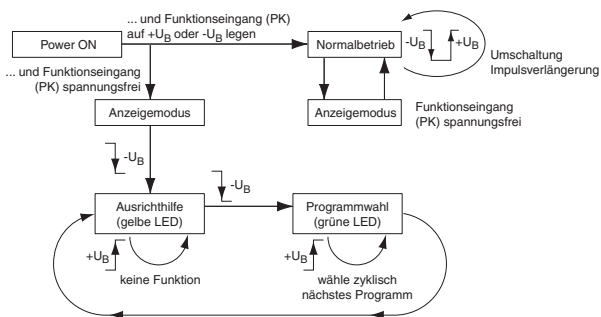 ... und Funktionseingang (PK)
auf +UB oder -UB legen
Power ON
Normalbetrieb
-UB
+UB
Umschaltung
Impulsverlängerung
... und Funktionseingang
(PK) spannungsfrei
Anzeigemodus
Anzeigemodus
Funktionseingang
(PK) spannungsfrei
-UB
-UB
Ausrichthilfe
(gelbe LED)
Programmwahl
(grüne LED)
+UB
keine Funktion
+UB
wähle zyklisch
nächstes Programm